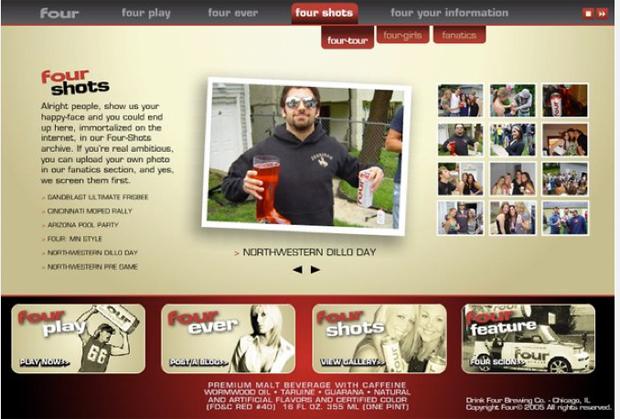 four
four play
four ever
four shots
four your information
four-tour
four-girls
fanatics
four
shots
Alright people, show us your
happy-face and you could end
up here, immortalized on the
internet, in our Four-Shots
archive. If you're real ambitious,
you can upload your own photo
in our fanatics section, and yes,
we screen them first.
> SANDBLAST ULTIMATE FRISBEE
> CINCINNATI MOPED RALLY
> ARIZONA POOL PARTY
> FOUR: MN STYLE
> NORTHWESTERN DILLO DAY
> NORTHWESTERN PRE GAME
> NORTHWESTERN DILLO DAY
four
play
66
PLAY NOW>>
four
ever
POST A BLOG>>
four
shots
VIEW GALLERY>>
four
feature
four
FOUR SCION>>
PREMIUM MALT BEVERAGE WITH CAFFEINE
WORMWOOD OIL • TARUINE • GUARANA • NATURAL
AND ARTIFICIAL FLAVORS AND CERTIFIED COLOR
(FD&C RED #40) 16 FL OZ. 355 ML (ONE PINT)
Drink Four Brewing Co. - Chicago, IL
Copyright Four© 2005 All rights reserved.